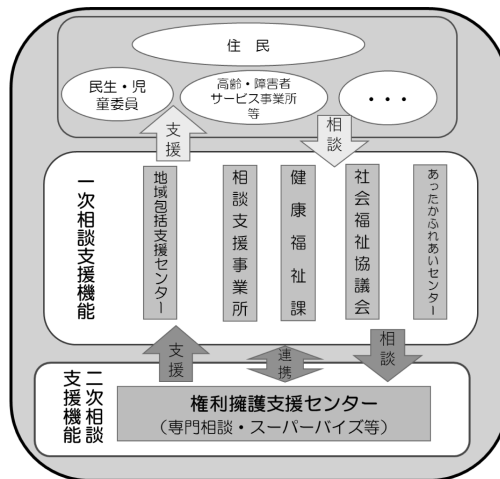 住 民
民生・児
童委員
高齢・障害者
サービス事業所
等
・・・
支援
相談
一次相談支援機能
地域包括支援センター
相談支援事業所
健康福祉課
社会福祉協議会
あったかふれあいセンター
支援
連携
相談
二次相談
支援機能
権利擁護支援センター
(専門相談・スーパーバイズ等)